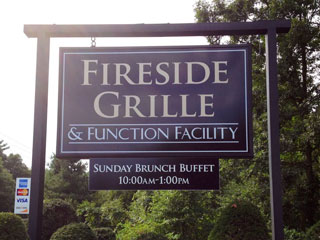 FIRESIDE
GRILLE
& FUNCTION FACILITY
SUNDAY BRUNCH BUFFET
10:00AM-1:00PM
VISA